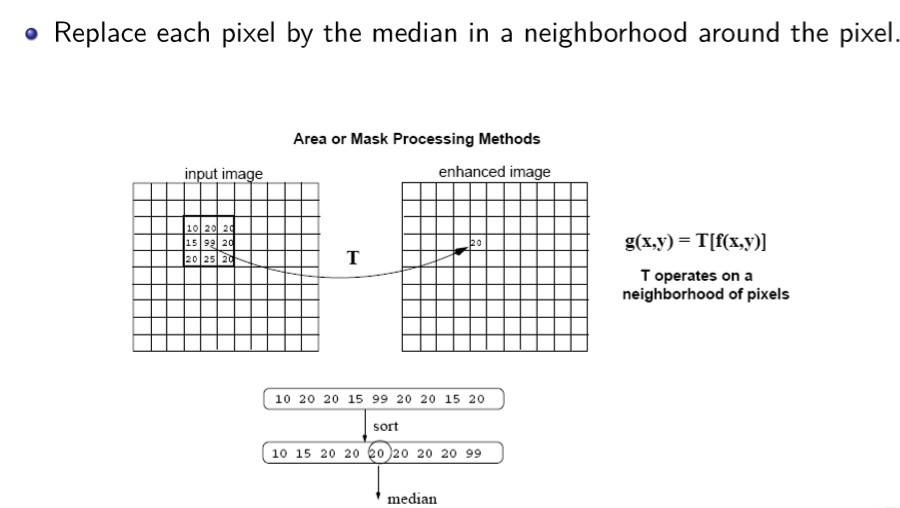 Replace each pixel by the median in a neighborhood around the pixel.
Area or Mask Processing Methods
input image
enhanced image
10 20 20
15 99 20
20 25 20
20
T
g(x,y) = T[f(x,y)]
T operates on a
neighborhood of pixels
10 20 20 15 99 20 20 15 20
sort
10 15 20 20 20 20 20 20 99
median